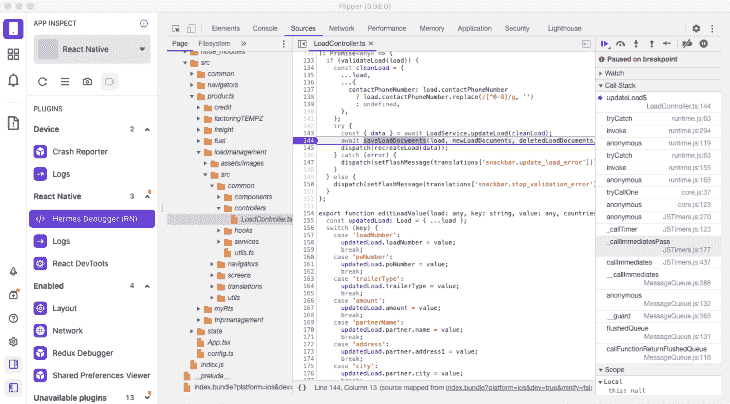 Flipper (0.98.0)
APP INSPECT
React Native
PLUGINS
Device 2
Crash Reporter
Logs
React Native 3
Hermes Debugger (RN)
Logs
React DevTools
Enabled 4
Layout
Network
Redux Debugger
Shared Preferences Viewer
Unavailable plugins 13
Elements Console Sources Network Performance Memory Application Security Lighthouse
Page Filesystem »
node_modules
src
common
navigators
products
credit
factoringTEMPZ
freight
fuel
loadmanagement
assets/images
src
common
components
controllers
LoadController.ts
hooks
services
utils.ts
navigators
screens
translations
utils
myRts
tripmanagement
state
App.tsx
config.ts
index.js
__prelude__
index.bundle?platform=ios&dev=
LoadController.ts ×
132 ): Promise<any> => {
133 if (validateLoad(load)) {
134 const cleanLoad = {
135 ...load,
136 ...{
137 contactPhoneNumber: load.contactPhoneNumber
138 ? load.contactPhoneNumber.replace(/[^0-9]/g, '')
139 : undefined,
140 },
141 };
142 try {
143 const { data } = await LoadService.updateLoad(cleanLoad);
144 await saveLoadDocuments(load, newLoadDocuments, deletedLoadDocuments,
145 dispatch(recreateLoad(data));
146 } catch (error) {
147 dispatch(setFlashMessage(translations['snackbar.update_load_error'])
148 }
149 } else {
150 dispatch(setFlashMessage(translations['snackbar.stop_validation_error'
151 }
152 };
153
154 export function editLoadValue(load: any, key: string, value: any, countries
155 const updatedLoad: Load = { ...load };
156 switch (key) {
157 case 'loadNumber':
158 updatedLoad.loadNumber = value;
159 break;
160 case 'poNumber':
161 updatedLoad.poNumber = value;
162 break;
163 case 'trailerType':
164 updatedLoad.trailerType = value;
165 break;
166 case 'amount':
167 updatedLoad.amount = value;
168 break;
169 case 'partnerName':
170 updatedLoad.partner.name = value;
171 break;
172 case 'address':
173 updatedLoad.partner.address1 = value;
174 break;
175 case 'city':
176 updatedLoad.partner.city = value;
177 break;
{} Line 144, Column 13 (source mapped from index.bundle?platform=ios&dev=true&minify=fals
Paused on breakpoint
Watch
Call Stack
updateLoad$
LoadController.ts:144
tryCatch runtime.js:63
invoke runtime.js:294
anonymous runtime.js:119
tryCatch runtime.js:63
invoke runtime.js:155
anonymous runtime.js:165
tryCallOne core.js:37
anonymous core.js:123
anonymous JSTimers.js:270
_callTimer JSTimers.js:123
_callImmediatesPass
JSTimers.js:177
callImmediates JSTimers.js:437
__callImmediates
MessageQueue.js:388
anonymous
MessageQueue.js:132
__guard MessageQueue.js:365
flushedQueue
MessageQueue.js:131
callFunctionReturnFlushedQueue
MessageQueue.js:116
Scope
Local
this: null